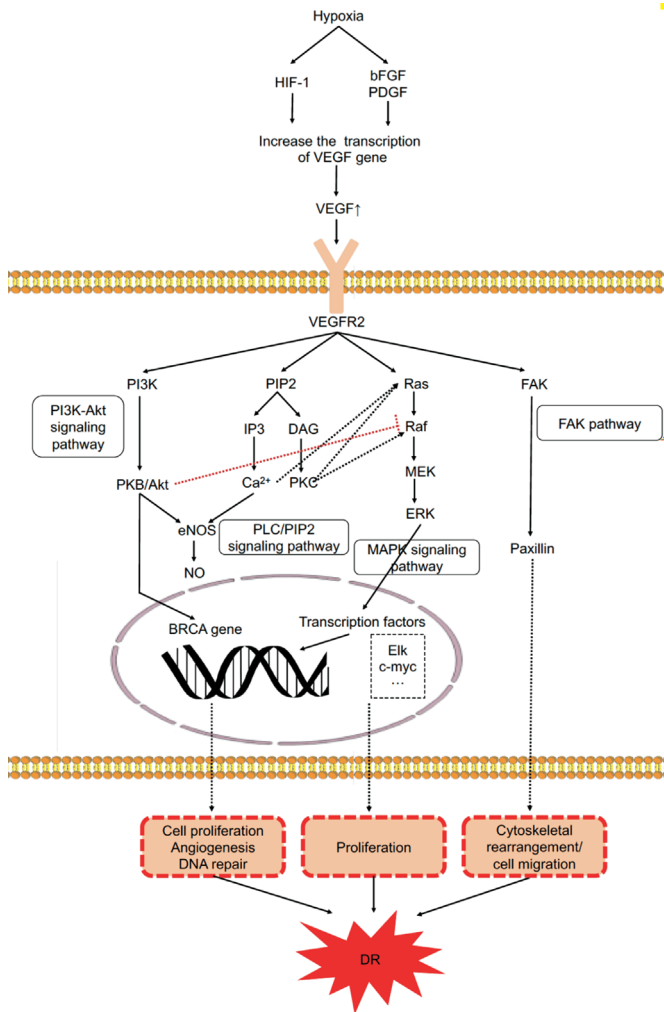 Hypoxia
HIF-1
bFGF
PDGF
Increase the transcription
of VEGF gene
VEGF↑
VEGFR2
PI3K
PIP2
Ras
FAK
PI3K-Akt
signaling
pathway
IP3
DAG
Raf
FAK pathway
PKB/Akt
Ca²⁺
PKC
MEK
ERK
eNOS
PLC/PIP2
signaling pathway
MAPK signaling
pathway
Paxillin
NO
BRCA gene
Transcription factors
Elk
c-myc
...
Cell proliferation
Angiogenesis
DNA repair
Proliferation
Cytoskeletal
rearrangement/
cell migration
DR